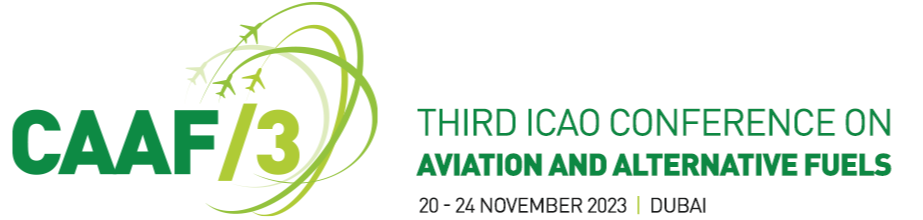 CAAF/3
THIRD ICAO CONFERENCE ON
AVIATION AND ALTERNATIVE FUELS
20 - 24 NOVEMBER 2023 | DUBAI